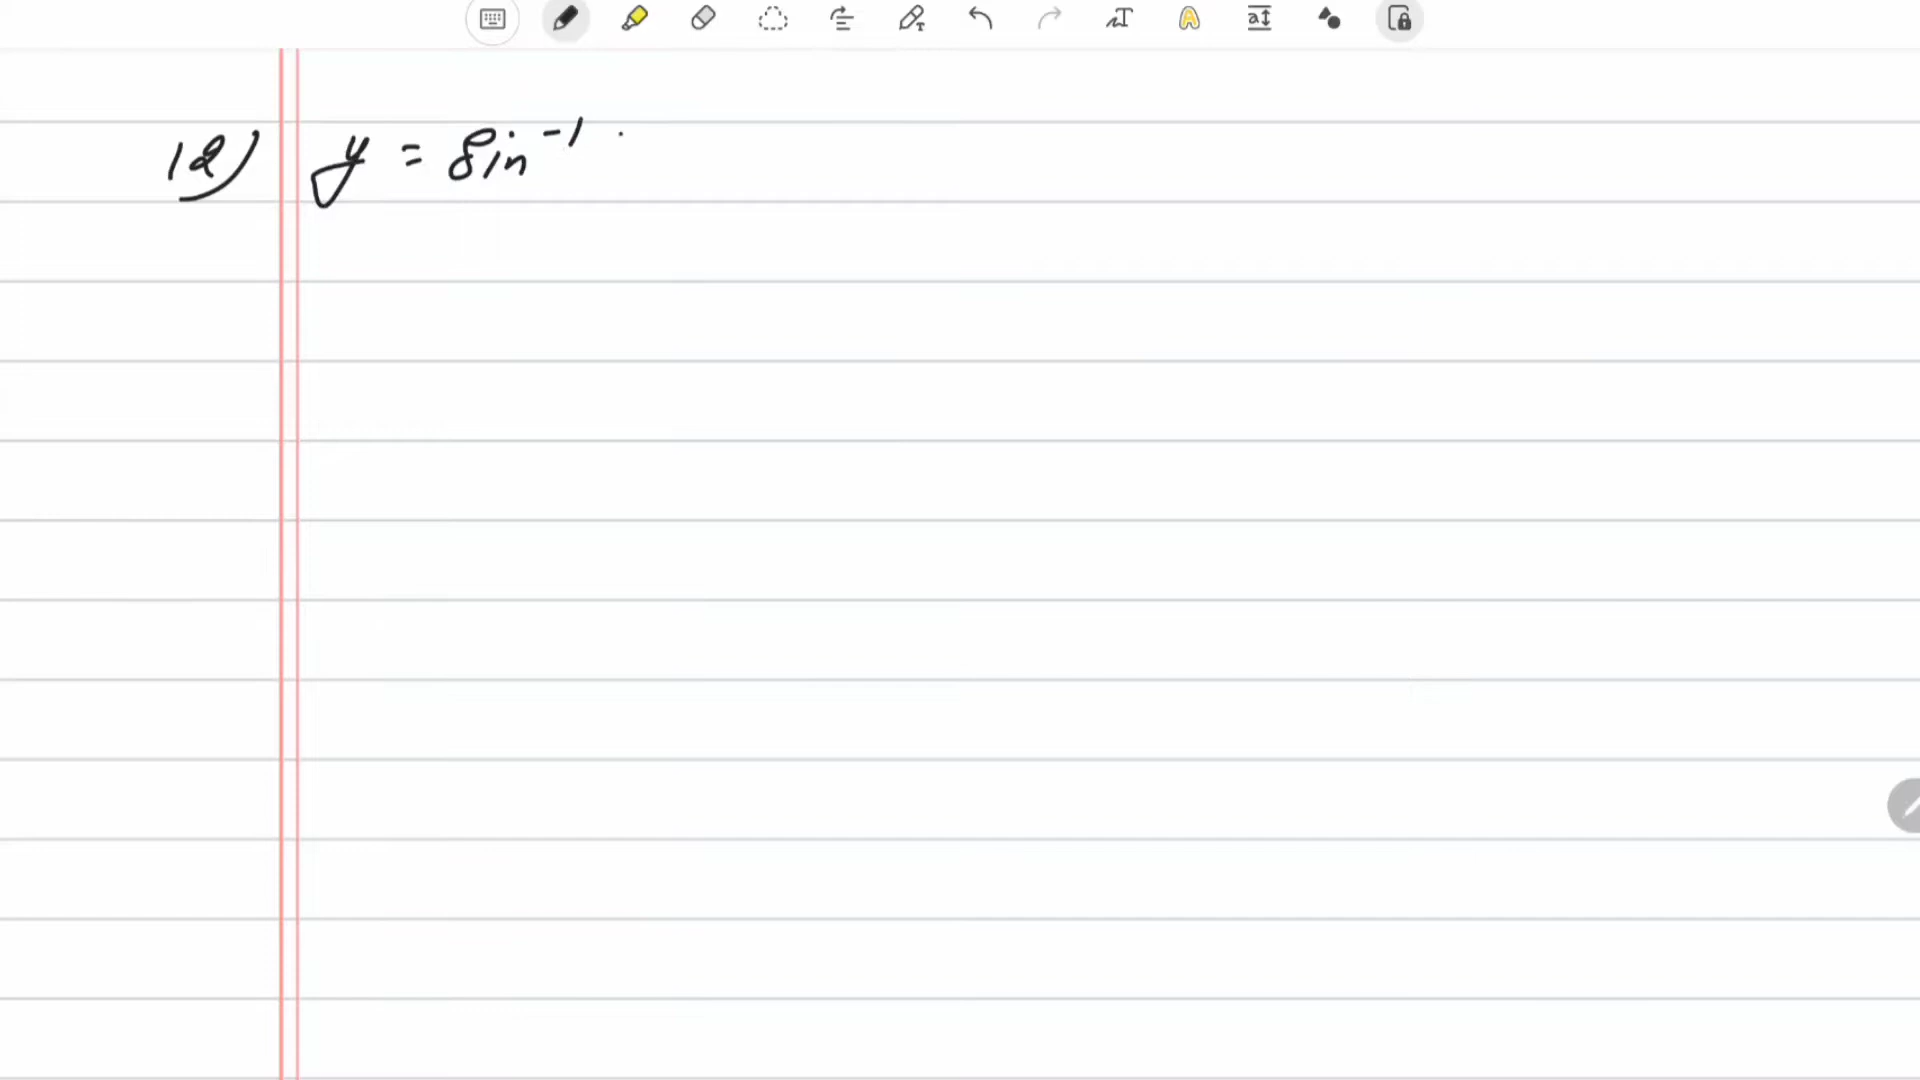 12) y = sin⁻¹